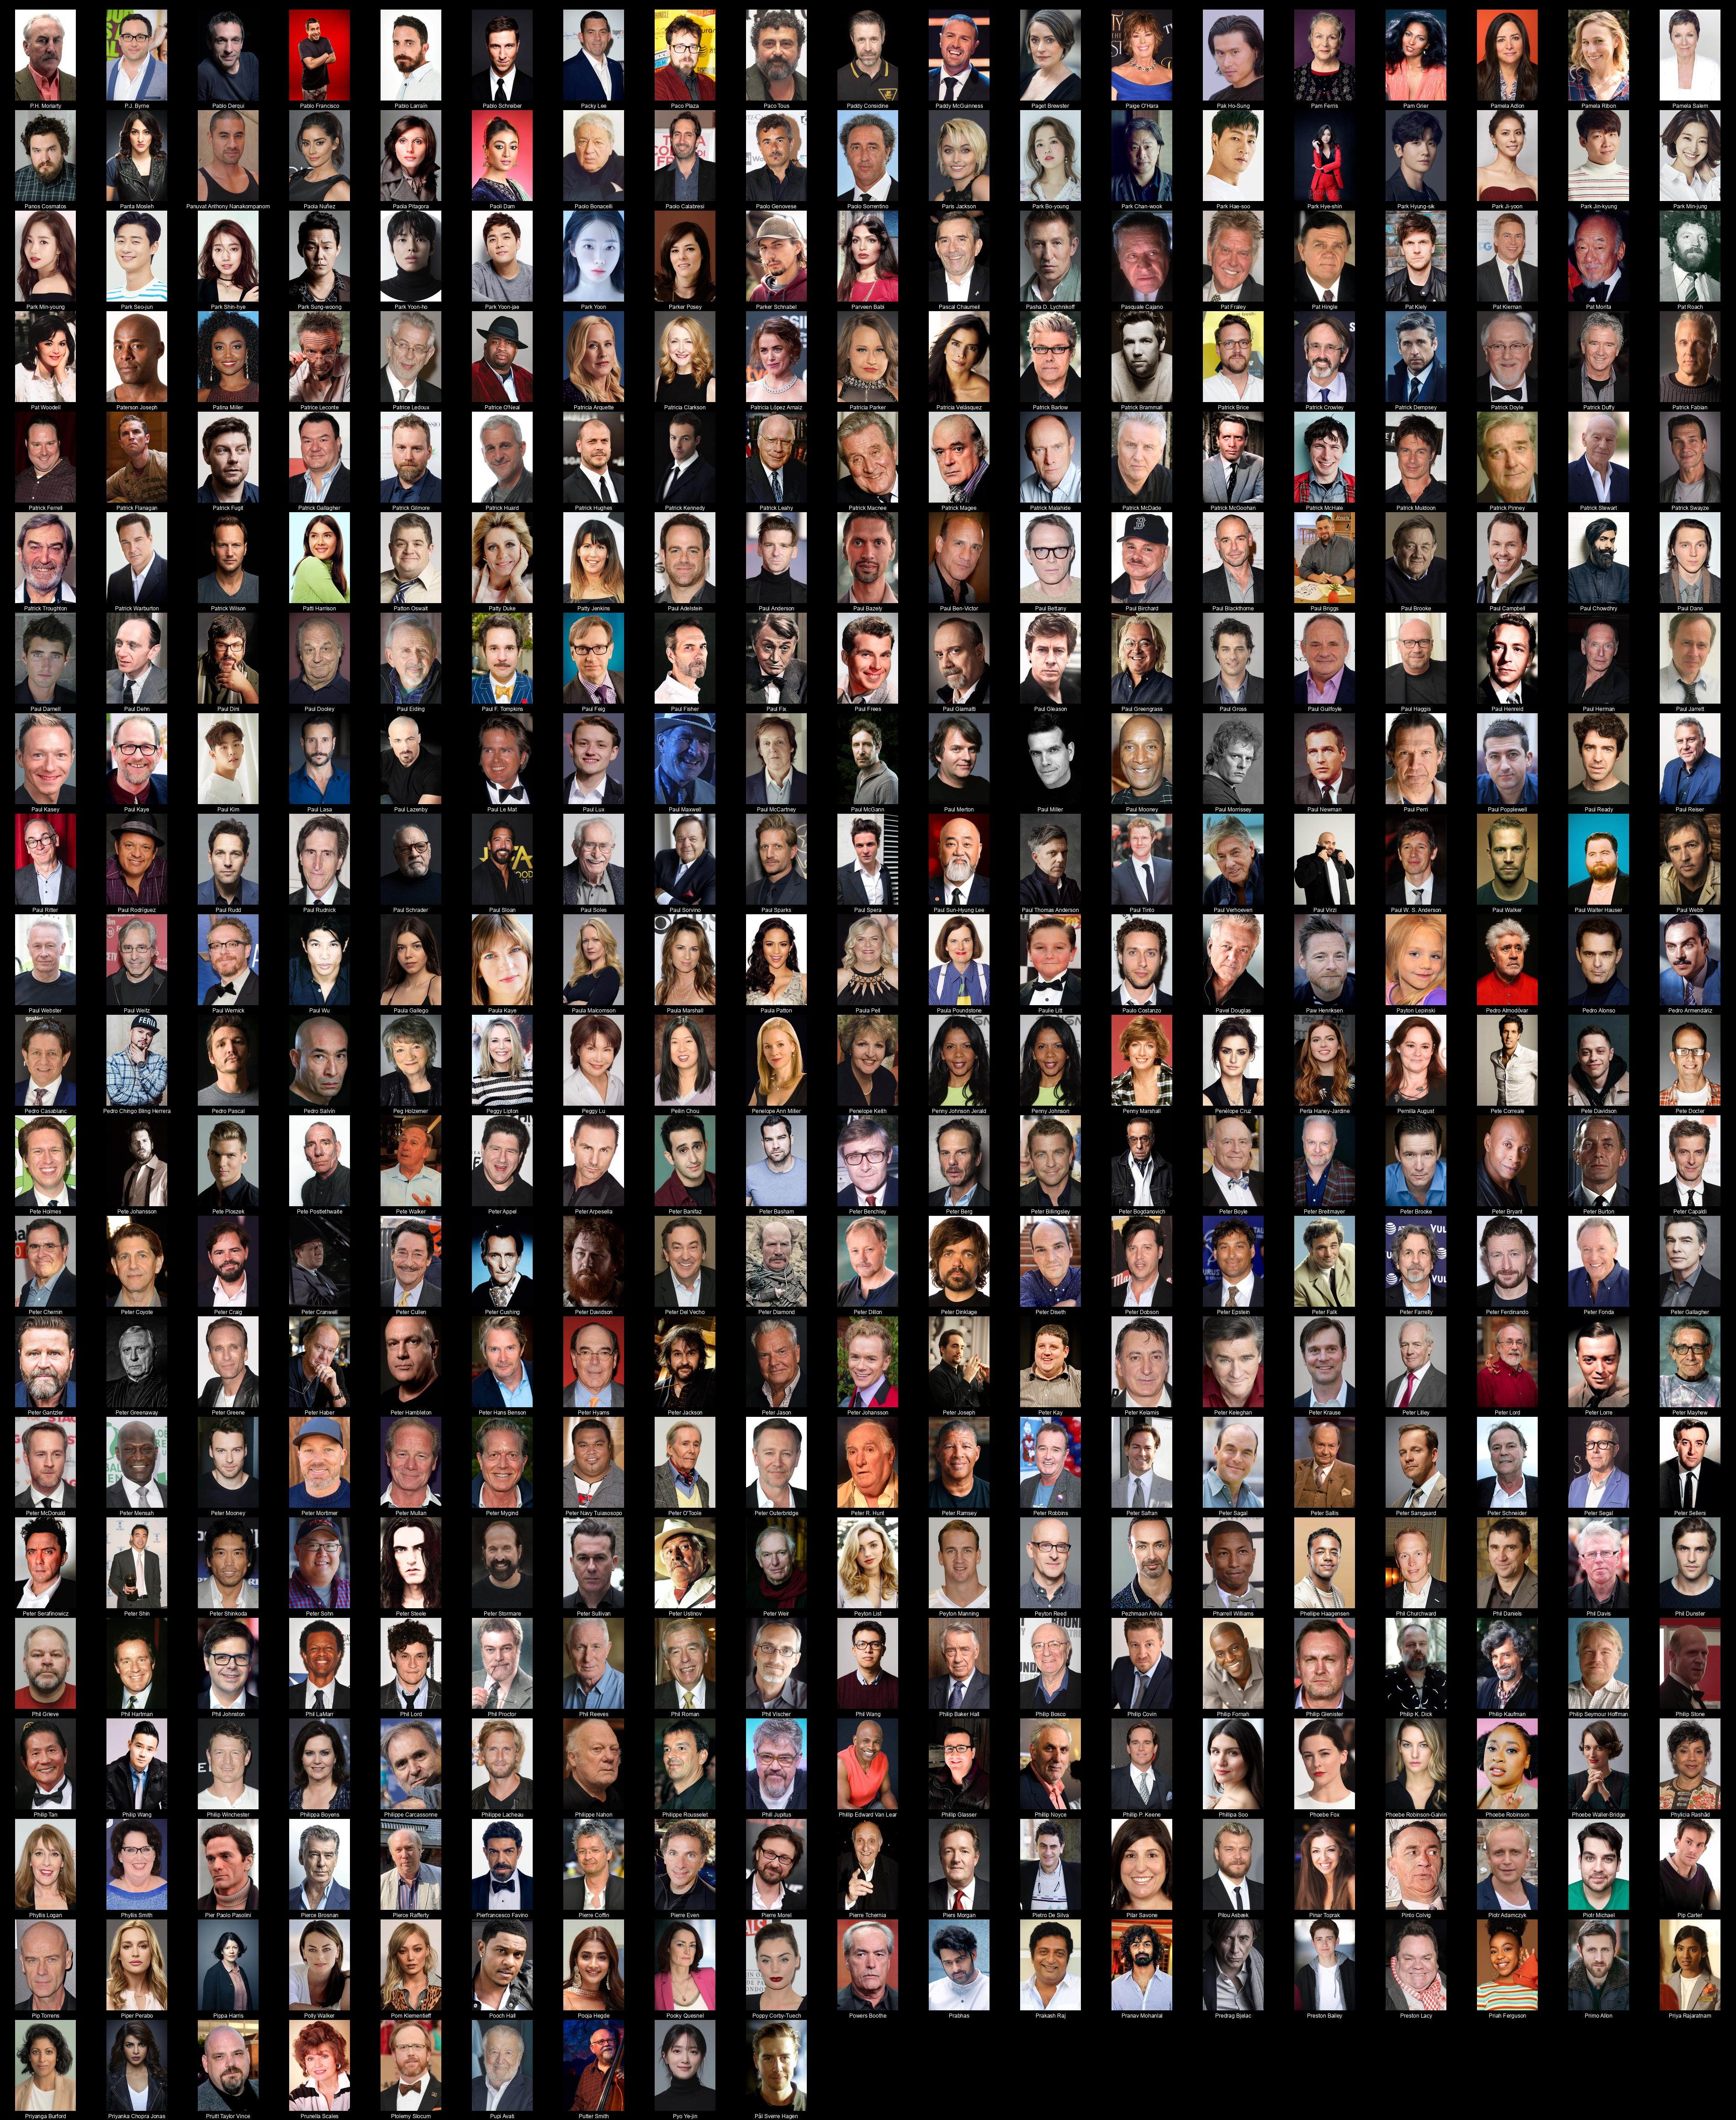 P.H. Moriarty P.J. Byrne Pablo Derqui Pablo Francisco Pablo Larraín Pablo Schreiber Packy Lee Paco Plaza Paco Tous Paddy Considine Paddy McGuinness Paget Brewster Paige O'Hara Pak Ho-Sung Pam Ferris Pam Grier Pamela Adlon Pamela Ribon Pamela Salem
Panos Cosmatos Panta Mosleh Panuvat Anthony Nanakornpanom Paola Nuñez Paola Pitagora Paoli Dam Paolo Bonacelli Paolo Calabresi Paolo Genovese Paolo Sorrentino Paris Jackson Park Bo-young Park Chan-wook Park Hae-soo Park Hye-shin Park Hyung-sik Park Ji-yoon Park Jin-kyung Park Min-jung
Park Min-young Park Seo-jun Park Shin-hye Park Sung-woong Park Yoon-ho Park Yoon-jae Park Yoon Parker Posey Parker Schnabel Parveen Babi Pascal Chaumeil Pasha D. Lychnikoff Pasquale Cajano Pat Fraley Pat Hingle Pat Kiely Pat Kiernan Pat Morita Pat Roach
Pat Woodell Paterson Joseph Patina Miller Patrice Leconte Patrice Ledoux Patrice O'Neal Patricia Arquette Patricia Clarkson Patricia López Arnaiz Patricia Parker Patricia Velásquez Patrick Barlow Patrick Brammall Patrick Brice Patrick Crowley Patrick Dempsey Patrick Doyle Patrick Duffy Patrick Fabian
Patrick Ferrell Patrick Flanagan Patrick Fugit Patrick Gallagher Patrick Gilmore Patrick Huard Patrick Hughes Patrick Kennedy Patrick Leahy Patrick Macnee Patrick Magee Patrick Malahide Patrick McDade Patrick McGoohan Patrick McHale Patrick Muldoon Patrick Pinney Patrick Stewart Patrick Swayze
Patrick Troughton Patrick Warburton Patrick Wilson Patti Harrison Patton Oswalt Patty Duke Patty Jenkins Paul Adelstein Paul Anderson Paul Bazely Paul Ben-Victor Paul Bettany Paul Birchard Paul Blackthorne Paul Briggs Paul Brooke Paul Campbell Paul Chowdhry Paul Dano
Paul Darnell Paul Dehn Paul Dini Paul Dooley Paul Eiding Paul F. Tompkins Paul Feig Paul Fisher Paul Fix Paul Frees Paul Giamatti Paul Gleason Paul Greengrass Paul Gross Paul Guilfoyle Paul Haggis Paul Henreid Paul Herman Paul Jarrett
Paul Kasey Paul Kaye Paul Kim Paul Lasa Paul Lazenby Paul Le Mat Paul Lux Paul Maxwell Paul McCartney Paul McGann Paul Merton Paul Miller Paul Mooney Paul Morrissey Paul Newman Paul Perri Paul Popplewell Paul Ready Paul Reiser
Paul Ritter Paul Rodríguez Paul Rudd Paul Rudnick Paul Schrader Paul Sloan Paul Soles Paul Sorvino Paul Sparks Paul Spera Paul Sun-Hyung Lee Paul Thomas Anderson Paul Tinto Paul Verhoeven Paul Virzì Paul W. S. Anderson Paul Walker Paul Walter Hauser Paul Webb
Paul Webster Paul Weitz Paul Wernick Paul Wu Paula Gallego Paula Kaye Paula Malcomson Paula Marshall Paula Patton Paula Pell Paula Poundstone Paulie Litt Paulo Costanzo Pavel Douglas Paw Henriksen Payton Lepinski Pedro Almodóvar Pedro Alonso Pedro Armendáriz
Pedro Casablanc Pedro Chingo Bling Herrera Pedro Pascal Pedro Salvín Peg Holzemer Peggy Lipton Peggy Lu Peilin Chou Penelope Ann Miller Penelope Keith Penny Johnson Jerald Penny Johnson Penny Marshall Penélope Cruz Perla Haney-Jardine Pernilla August Pete Correale Pete Davidson Pete Docter
Pete Holmes Pete Johansson Pete Ploszek Pete Postlethwaite Pete Walker Peter Appel Peter Arpesella Peter Banifaz Peter Basham Peter Benchley Peter Berg Peter Billingsley Peter Bogdanovich Peter Boyle Peter Breitmayer Peter Brooke Peter Bryant Peter Burton Peter Capaldi
Peter Chernin Peter Coyote Peter Craig Peter Cranwell Peter Cullen Peter Cushing Peter Davidson Peter Del Vecho Peter Diamond Peter Dillon Peter Dinklage Peter Diseth Peter Dobson Peter Epstein Peter Falk Peter Farrelly Peter Ferdinando Peter Fonda Peter Gallagher
Peter Gantzler Peter Greenaway Peter Greene Peter Haber Peter Hambleton Peter Hans Benson Peter Hyams Peter Jackson Peter Jason Peter Johansson Peter Joseph Peter Kay Peter Kelamis Peter Keleghan Peter Krause Peter Lilley Peter Lord Peter Lorre Peter Mayhew
Peter McDonald Peter Mensah Peter Mooney Peter Mortimer Peter Mullan Peter Mygind Peter Navy Tuiasosopo Peter O'Toole Peter Outerbridge Peter R. Hunt Peter Ramsey Peter Robbins Peter Safran Peter Sagal Peter Sallis Peter Sarsgaard Peter Schneider Peter Segal Peter Sellers
Peter Serafinowicz Peter Shin Peter Shinkoda Peter Sohn Peter Steele Peter Stormare Peter Sullivan Peter Ustinov Peter Weir Peyton List Peyton Manning Peyton Reed Pezhmaan Alinia Pharrell Williams Phellipe Haagensen Phil Churchward Phil Daniels Phil Davis Phil Dunster
Phil Grieve Phil Hartman Phil Johnston Phil LaMarr Phil Lord Phil Proctor Phil Reeves Phil Roman Phil Vischer Phil Wang Philip Baker Hall Philip Bosco Philip Covin Philip Fornah Philip Glenister Philip K. Dick Philip Kaufman Philip Seymour Hoffman Philip Stone
Philip Tan Philip Wang Philip Winchester Philippa Boyens Philippe Carcassonne Philippe Lacheau Philippe Nahon Philippe Rousselet Phill Jupitus Phillip Edward Van Lear Phillip Glasser Phillip Noyce Phillip P. Keene Phillipa Soo Phoebe Fox Phoebe Robinson-Galvin Phoebe Robinson Phoebe Waller-Bridge Phylicia Rashād
Phyllis Logan Phyllis Smith Pier Paolo Pasolini Pierce Brosnan Pierce Rafferty Pierfrancesco Favino Pierre Coffin Pierre Even Pierre Morel Pierre Tchernia Piers Morgan Pietro De Silva Pilar Savone Pilou Asbæk Pinar Toprak Pinto Colvig Piotr Adamczyk Piotr Michael Pip Carter
Pip Torrens Piper Perabo Pippa Harris Polly Walker Pom Klementieff Pooch Hall Pooja Hegde Pooky Quesnel Poppy Corby-Tuech Powers Boothe Prabhas Prakash Raj Pranav Mohanlal Predrag Bjelac Preston Bailey Preston Lacy Priah Ferguson Primo Allon Priya Rajaratnam
Priyanga Burford Priyanka Chopra Jonas Pruitt Taylor Vince Prunella Scales Ptolemy Slocum Pupi Avati Putter Smith Pyo Ye-jin Pål Sverre Hagen